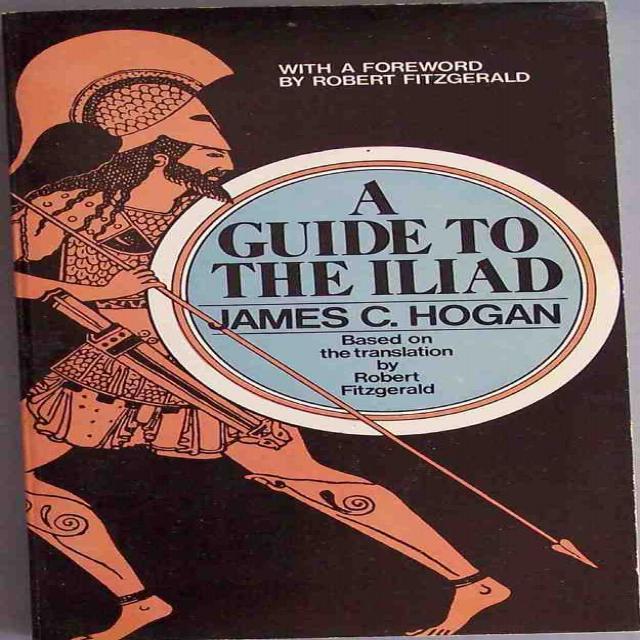 WITH A FOREWORD
BY ROBERT FITZGERALD
A
GUIDE TO
THE ILIAD
JAMES C. HOGAN
Based on
the translation
by
Robert
Fitzgerald